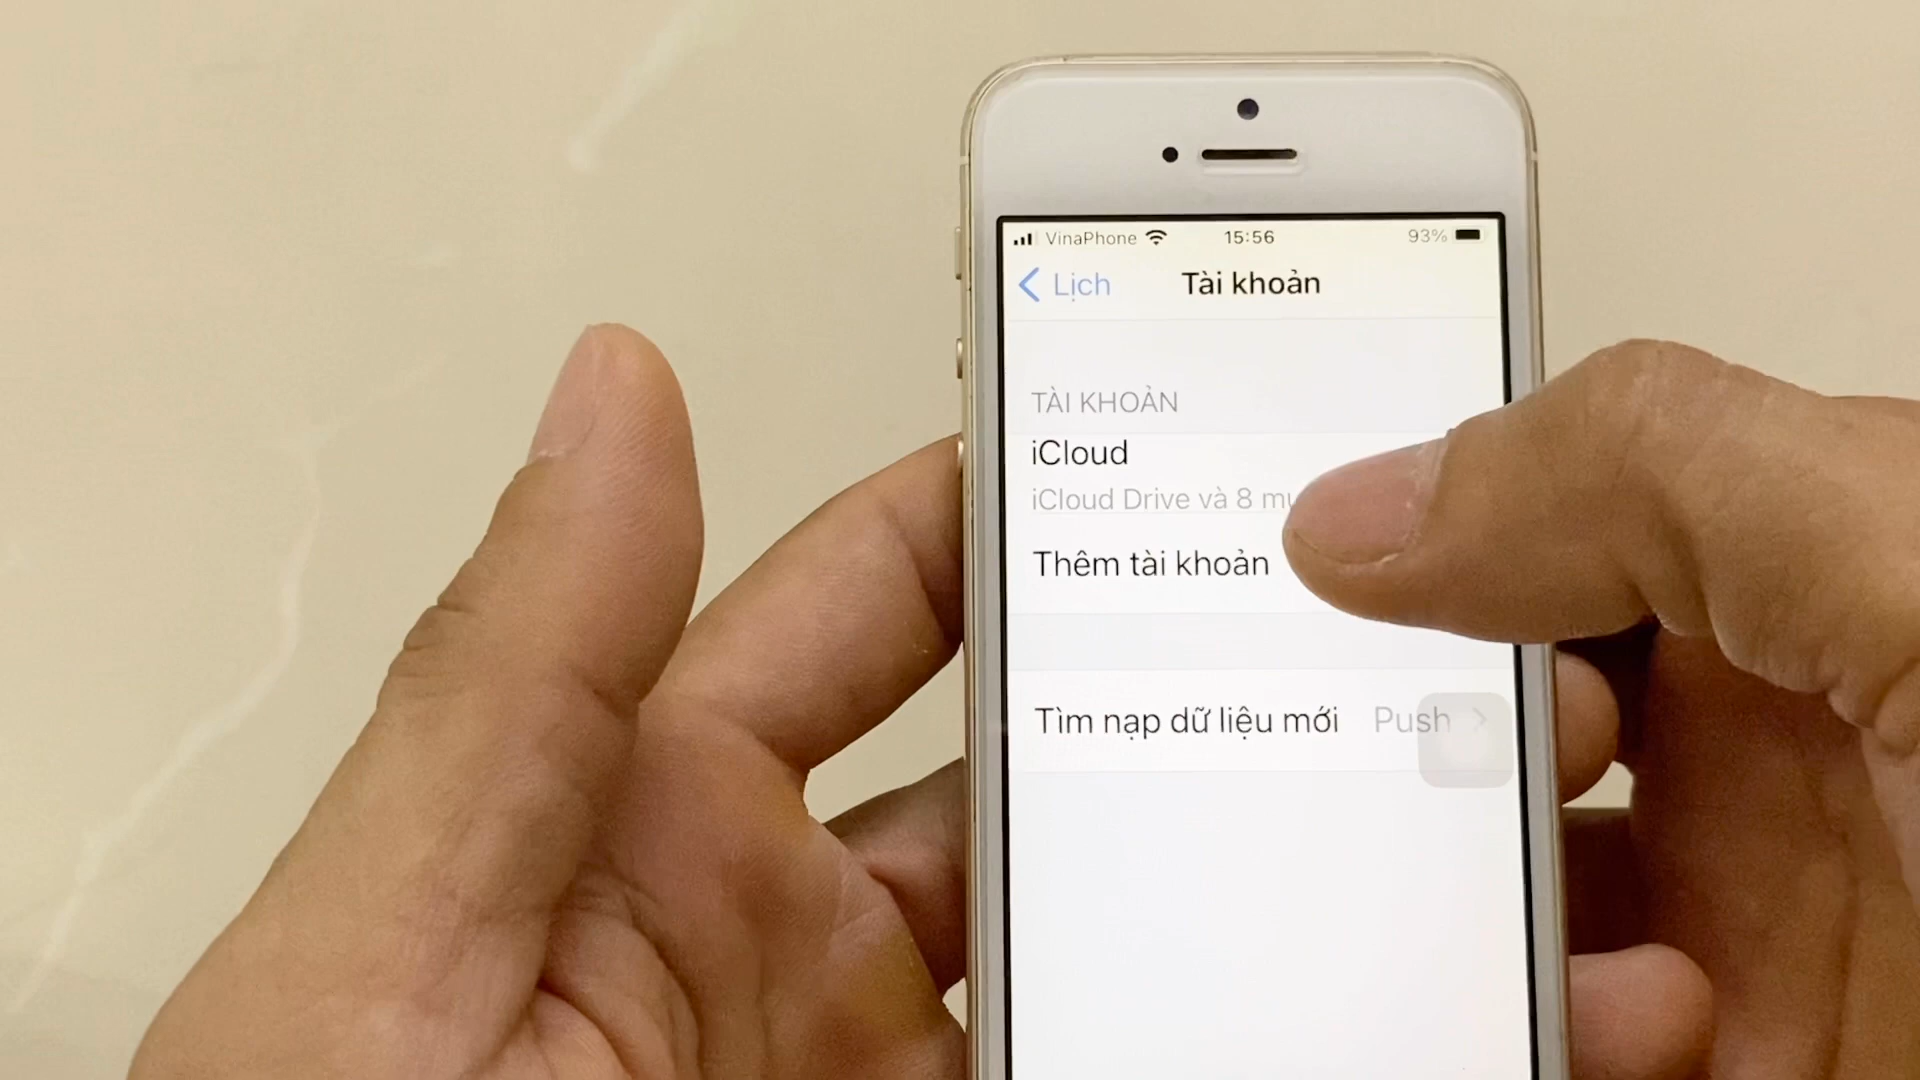 VinaPhone 15:56 93%
Lịch Tài khoản
TÀI KHOẢN
iCloud
iCloud Drive và 8
Thêm tài khoản
Tìm nạp dữ liệu mới Push